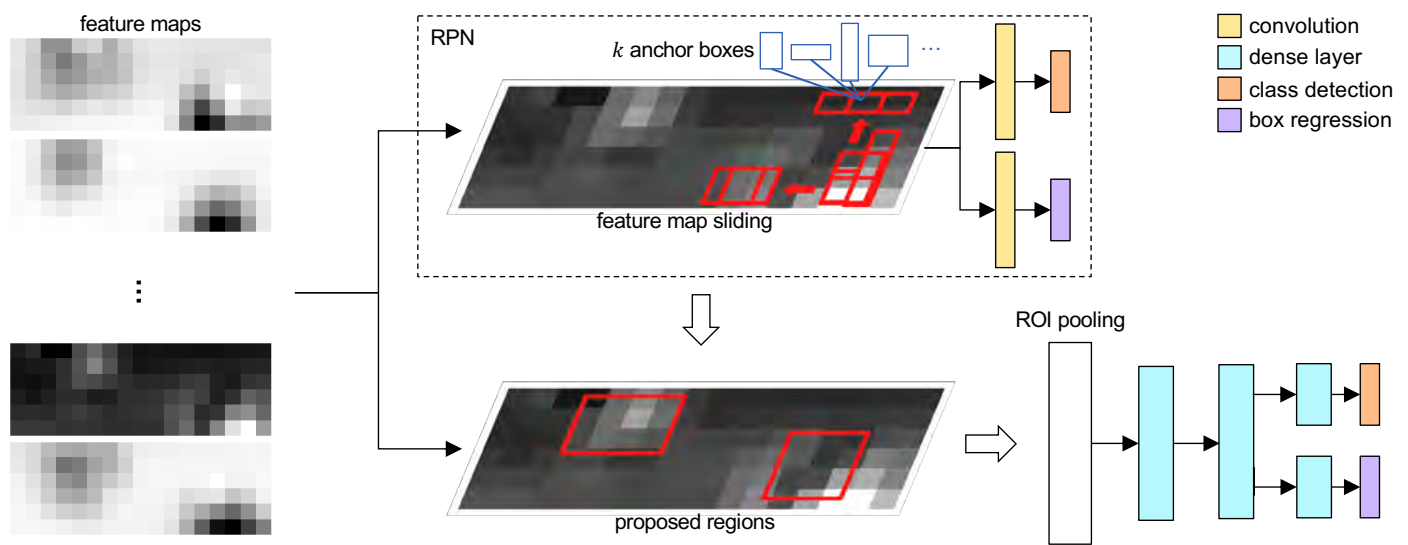 feature maps
⋮
RPN
k anchor boxes
...
feature map sliding
convolution
dense layer
class detection
box regression
ROI pooling
proposed regions